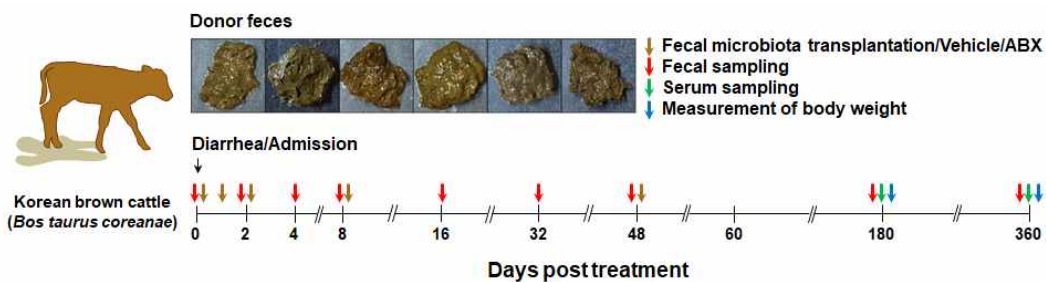 Donor feces
Fecal microbiota transplantation/Vehicle/ABX
Fecal sampling
Serum sampling
Measurement of body weight
Diarrhea/Admission
Korean brown cattle
(Bos taurus coreanae)
0 2 4 8 16 32 48 60 180 360
Days post treatment